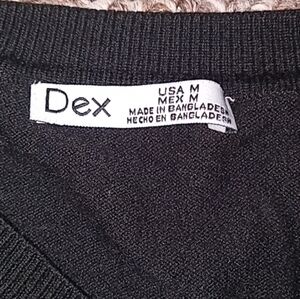 Dex
USA M
MEX M
MADE IN BANGLADESH
HECHO EN BANGLADESH